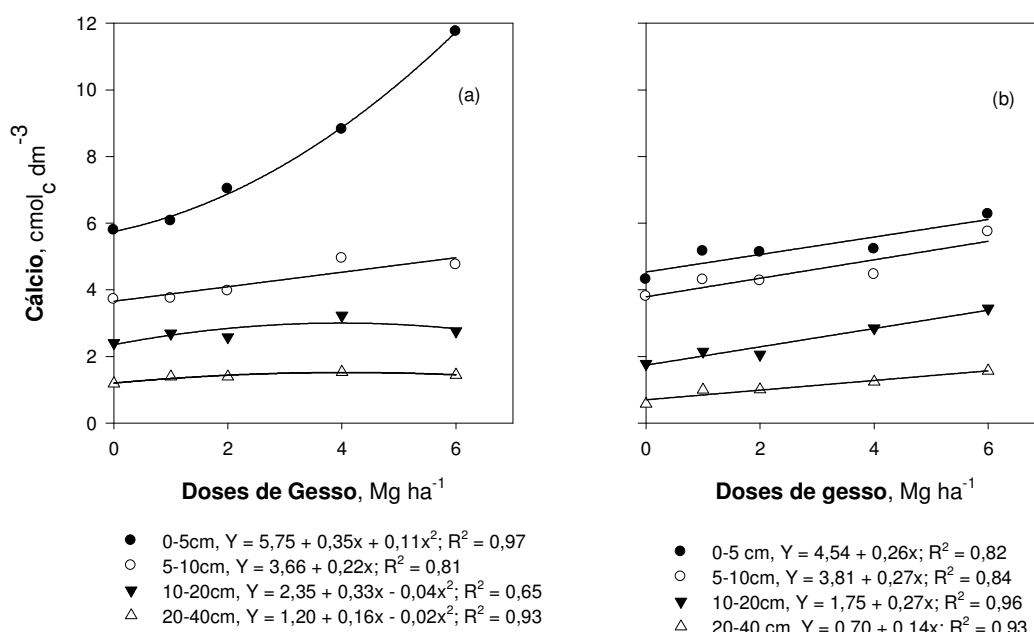 12
10
8
6
4
2
0
Cálcio, cmolc dm-3
(a)
(b)
0 2 4 6
0 2 4 6
Doses de Gesso, Mg ha-1
Doses de gesso, Mg ha-1
0-5cm, Y = 5,75 + 0,35x + 0,11x2; R2 = 0,97
5-10cm, Y = 3,66 + 0,22x; R2 = 0,81
10-20cm, Y = 2,35 + 0,33x - 0,04x2; R2 = 0,65
20-40cm, Y = 1,20 + 0,16x - 0,02x2; R2 = 0,93
0-5 cm, Y = 4,54 + 0,26x; R2 = 0,82
5-10cm, Y = 3,81 + 0,27x; R2 = 0,84
10-20cm, Y = 1,75 + 0,27x; R2 = 0,96
20-40 cm, Y = 0,70 + 0,14x; R2 = 0,93